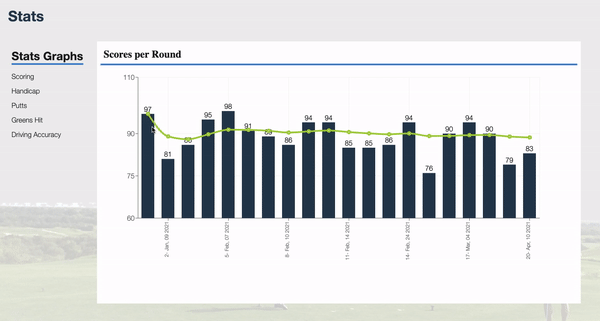 Stats
Stats Graphs
Scoring
Handicap
Putts
Greens Hit
Driving Accuracy
Scores per Round
110
90
75
60
97
81
95
98
91
89
86
94
94
85
85
86
94
76
90
94
90
79
83
2- Jan, 09 2021
5- Feb, 07 2021
8- Feb, 10 2021
11- Feb, 14 2021
14- Feb, 24 2021
17- Mar, 04 2021
20- Apr, 10 2021